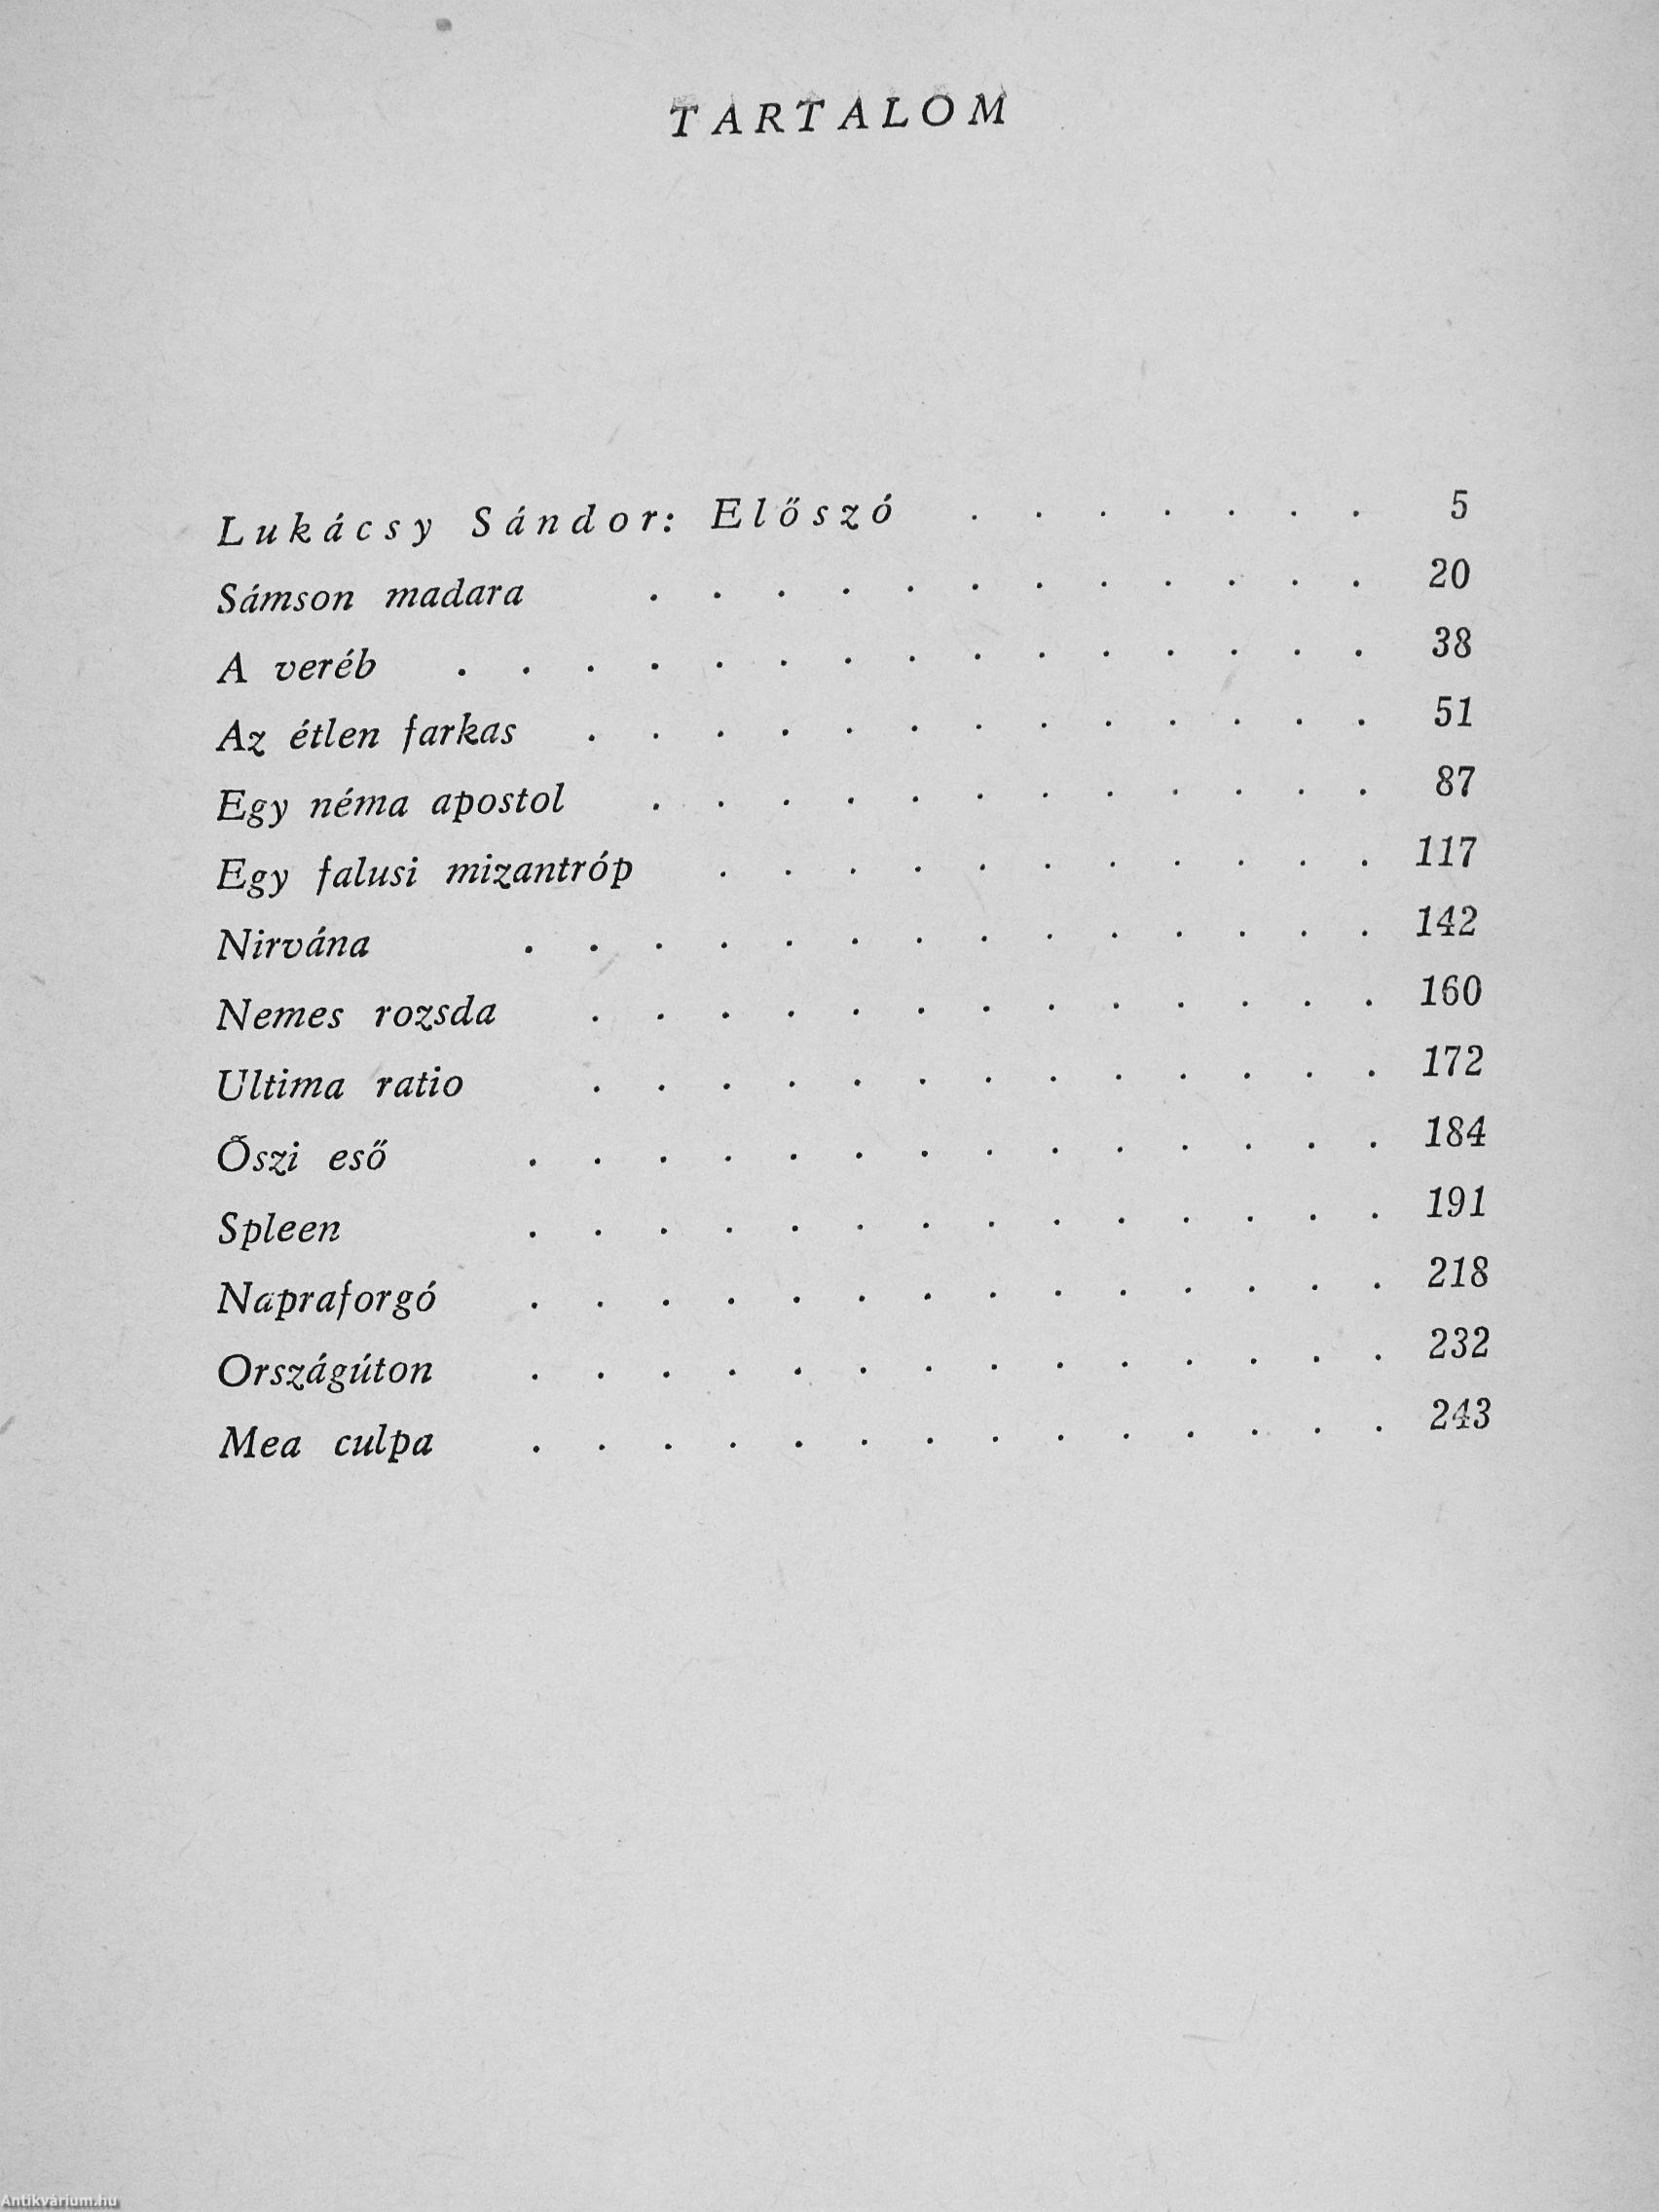 TARTALOM
Lukácsy Sándor: Előszó . . . . . . . 5
Sámson madara . . . . . . . . . . . . 20
A veréb . . . . . . . . . . . . . . . 38
Az étlen farkas . . . . . . . . . . . . . 51
Egy néma apostol . . . . . . . . . . . . 87
Egy falusi mizantróp . . . . . . . . . . . 117
Nirvána . . . . . . . . . . . . . . 142
Nemes rozsda . . . . . . . . . . . . . 160
Ultima ratio . . . . . . . . . . . . . 172
Őszi eső . . . . . . . . . . . . . . 184
Spleen . . . . . . . . . . . . . . 191
Napraforgó . . . . . . . . . . . . . . 218
Országúton . . . . . . . . . . . . . . 232
Mea culpa . . . . . . . . . . . . . . 243
Antikvárium.hu